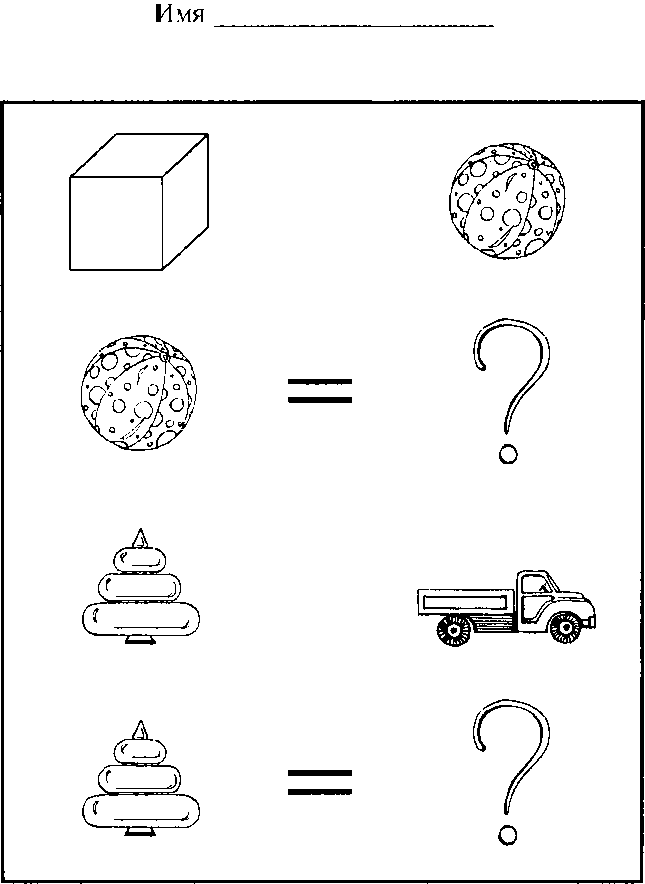 Имя
=
?
=
?